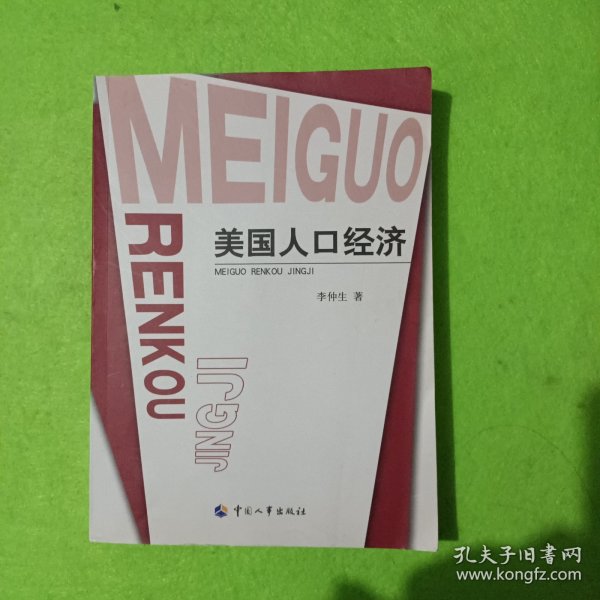 MEIGUO
RENKOU
JINGJI
美国人口经济
MEIGUO RENKOU JINGJI
李仲生 著
中国人事出版社
孔夫子旧书网
www.kongfz.com